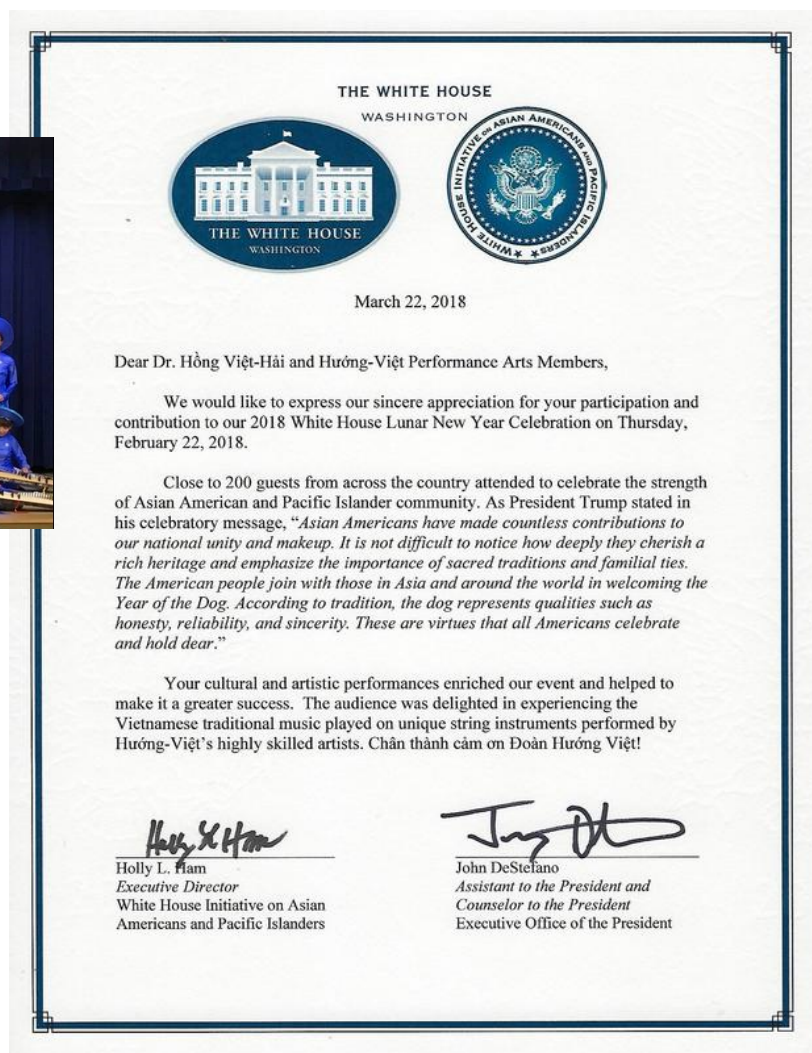 THE WHITE HOUSE
WASHINGTON
THE WHITE HOUSE
WASHINGTON
WHITE HOUSE INITIATIVE ON ASIAN AMERICANS AND PACIFIC ISLANDERS
March 22, 2018
Dear Dr. Hồng Việt-Hải and Hướng-Việt Performance Arts Members,
We would like to express our sincere appreciation for your participation and
contribution to our 2018 White House Lunar New Year Celebration on Thursday,
February 22, 2018.
Close to 200 guests from across the country attended to celebrate the strength
of Asian American and Pacific Islander community. As President Trump stated in
his celebratory message, “Asian Americans have made countless contributions to
our national unity and makeup. It is not difficult to notice how deeply they cherish a
rich heritage and emphasize the importance of sacred traditions and familial ties.
The American people join with those in Asia and around the world in welcoming the
Year of the Dog. According to tradition, the dog represents qualities such as
honesty, reliability, and sincerity. These are virtues that all Americans celebrate
and hold dear.”
Your cultural and artistic performances enriched our event and helped to
make it a greater success. The audience was delighted in experiencing the
Vietnamese traditional music played on unique string instruments performed by
Hướng-Việt’s highly skilled artists. Chân thành cảm ơn Đoàn Hướng Việt!
Holly L. Ham
Executive Director
White House Initiative on Asian
Americans and Pacific Islanders
John DeStefano
Assistant to the President and
Counselor to the President
Executive Office of the President